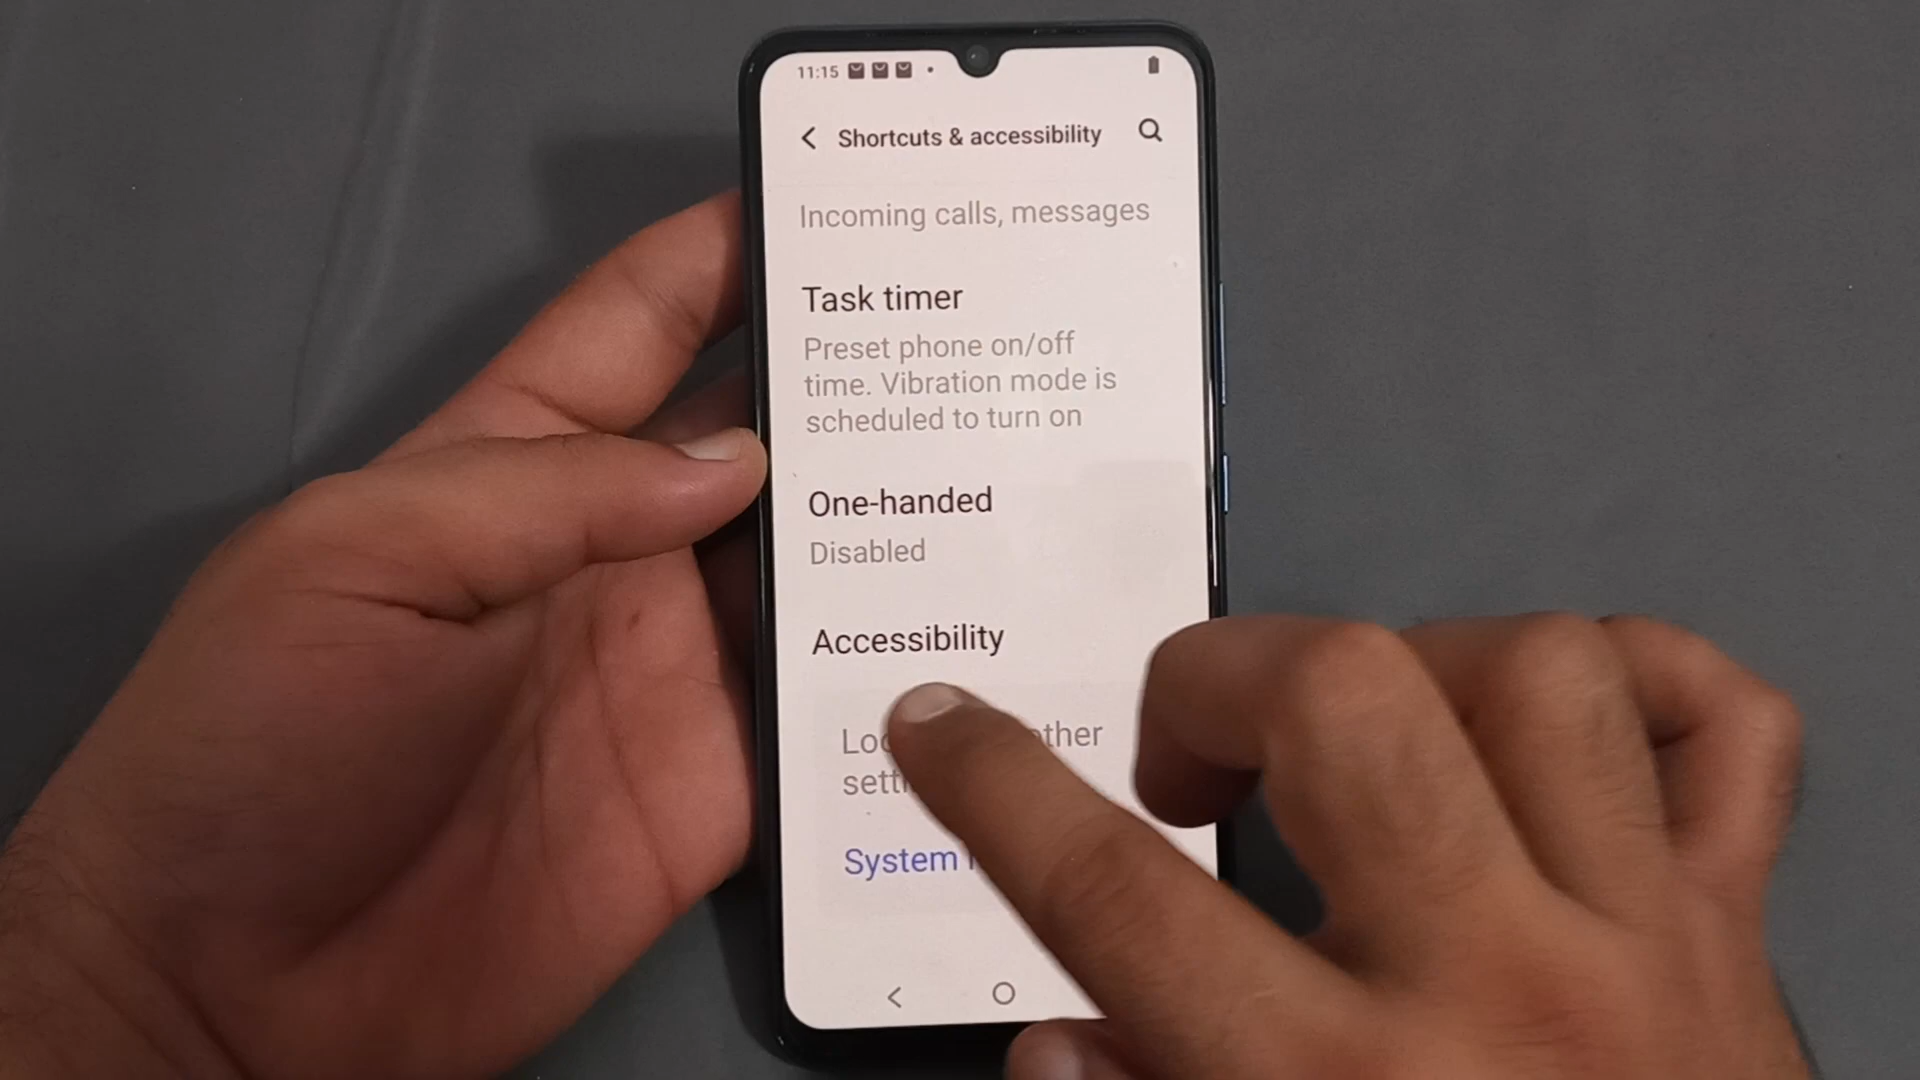 11:15
Shortcuts & accessibility
Incoming calls, messages
Task timer
Preset phone on/off
time. Vibration mode is
scheduled to turn on
One-handed
Disabled
Accessibility
System